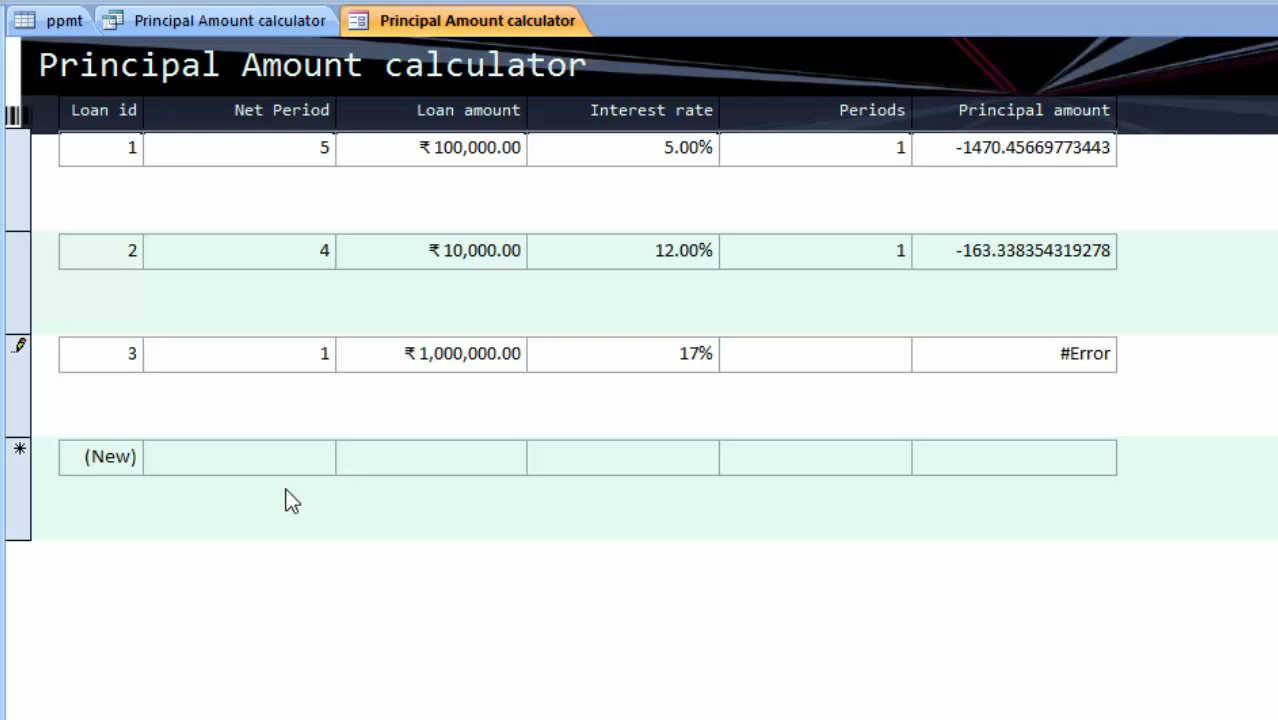 ppmt Principal Amount calculator Principal Amount calculator
Principal Amount calculator
Loan id Net Period Loan amount Interest rate Periods Principal amount
1 5 ₹ 100,000.00 5.00% 1 -1470.45669773443
2 4 ₹ 10,000.00 12.00% 1 -163.338354319278
3 1 ₹ 1,000,000.00 17% #Error
(New)